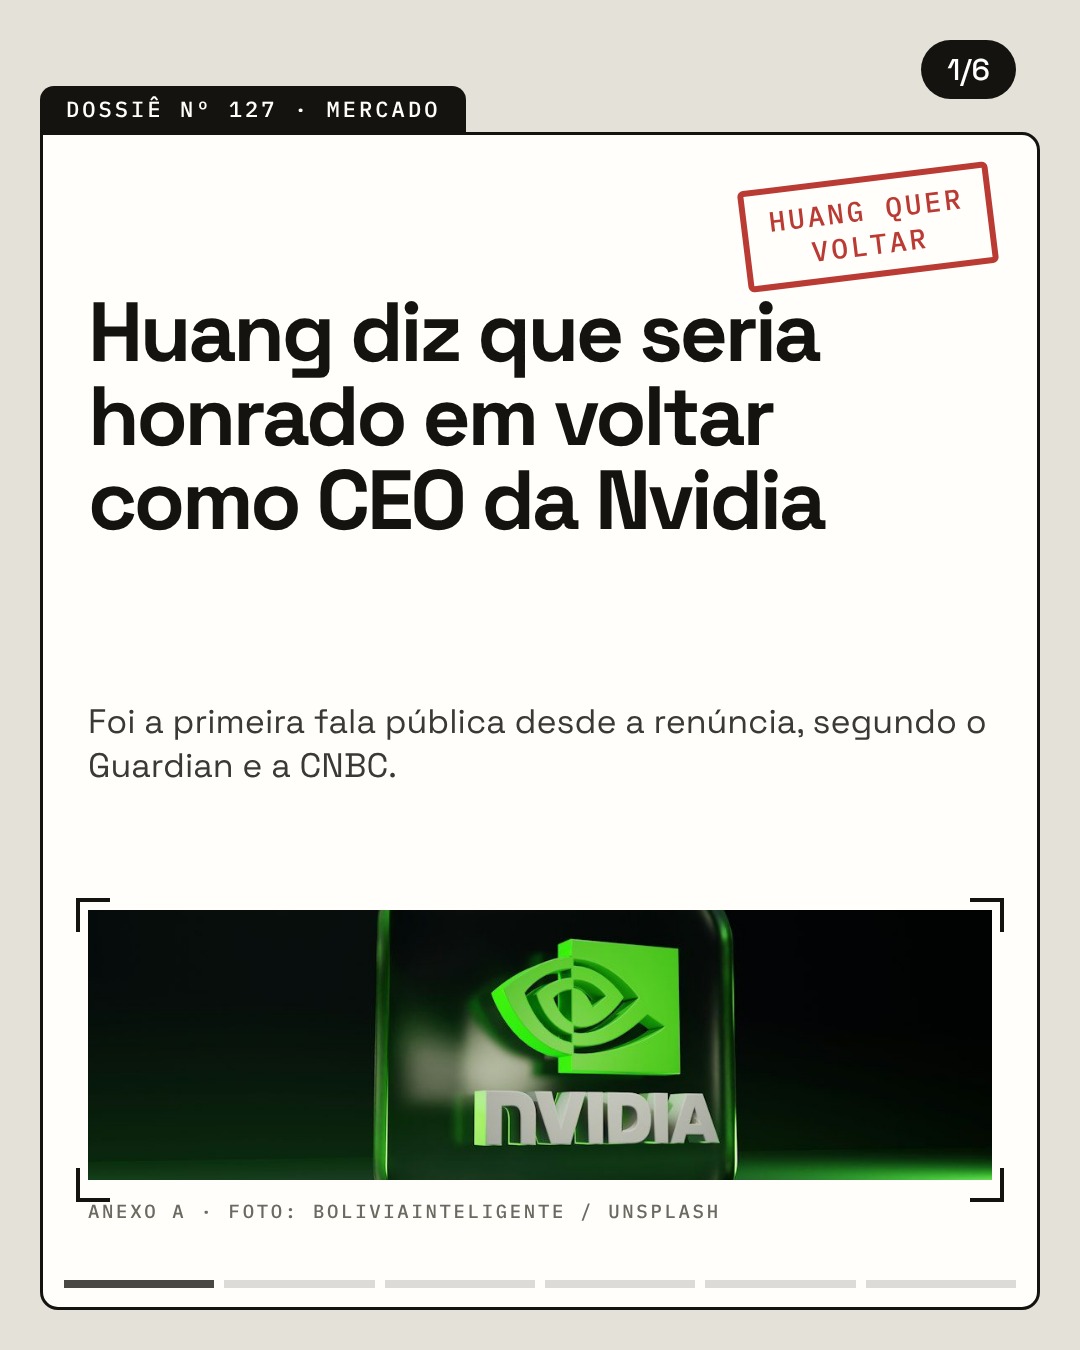 1/6
DOSSIÊ Nº 127 · MERCADO
HUANG QUER
VOLTAR
Huang diz que seria
honrado em voltar
como CEO da Nvidia
Foi a primeira fala pública desde a renúncia, segundo o
Guardian e a CNBC.
NVIDIA
ANEXO A · FOTO: BOLIVIAINTELIGENTE / UNSPLASH